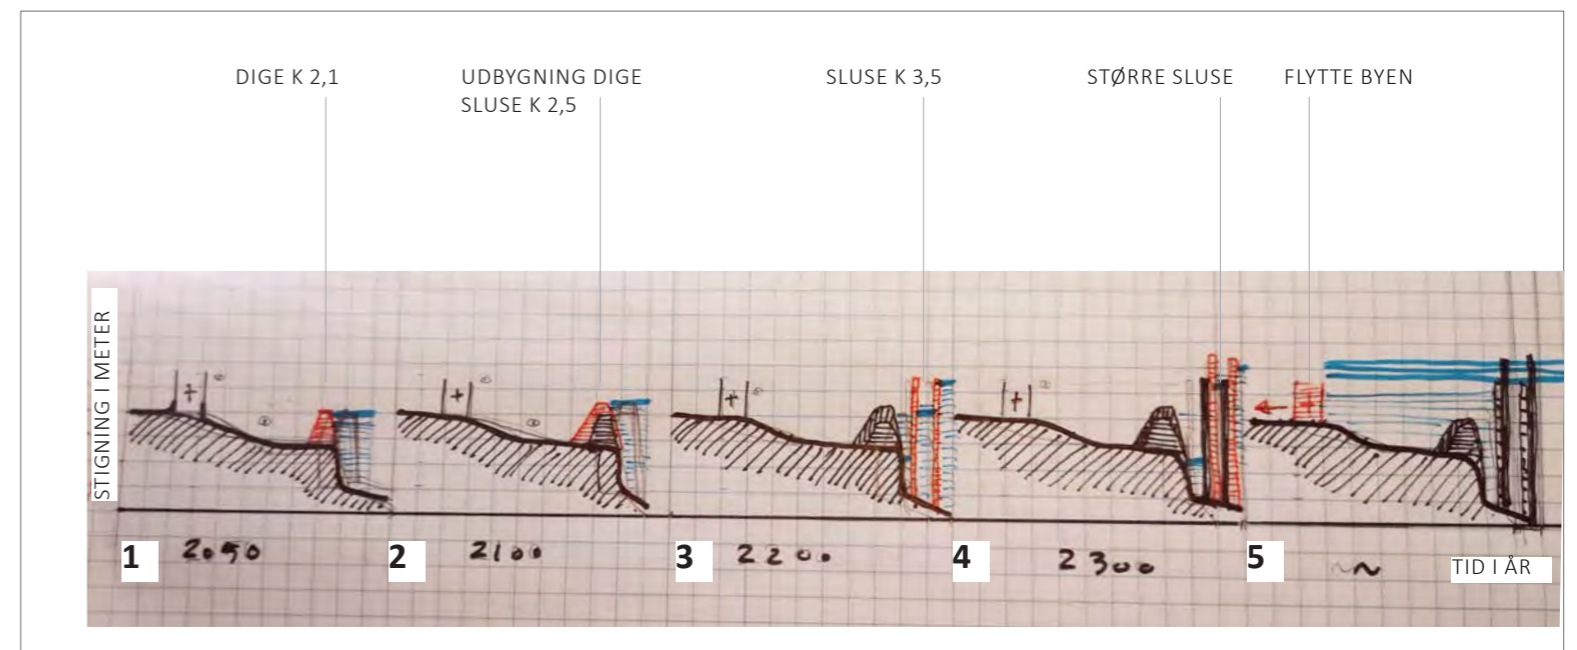 DIGE K 2,1
UDBYGNING DIGE
SLUSE K 2,5
SLUSE K 3,5
STØRRE SLUSE
FLYTTE BYEN
STIGNING I METER
1 2050
2 2100
3 2200
4 2300
5
TID I ÅR